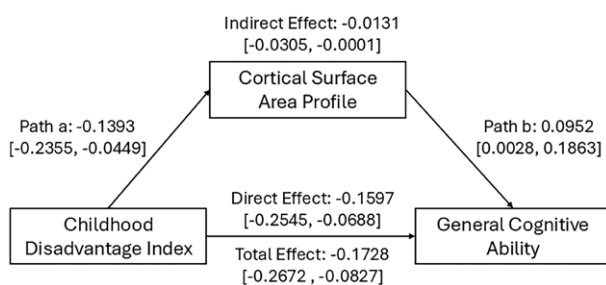 Indirect Effect: -0.0131
[-0.0305, -0.0001]
Cortical Surface
Area Profile
Path a: -0.1393
[-0.2355, -0.0449]
Path b: 0.0952
[0.0028, 0.1863]
Direct Effect: -0.1597
[-0.2545, -0.0688]
Childhood
Disadvantage Index
General Cognitive
Ability
Total Effect: -0.1728
[-0.2672 , -0.0827]